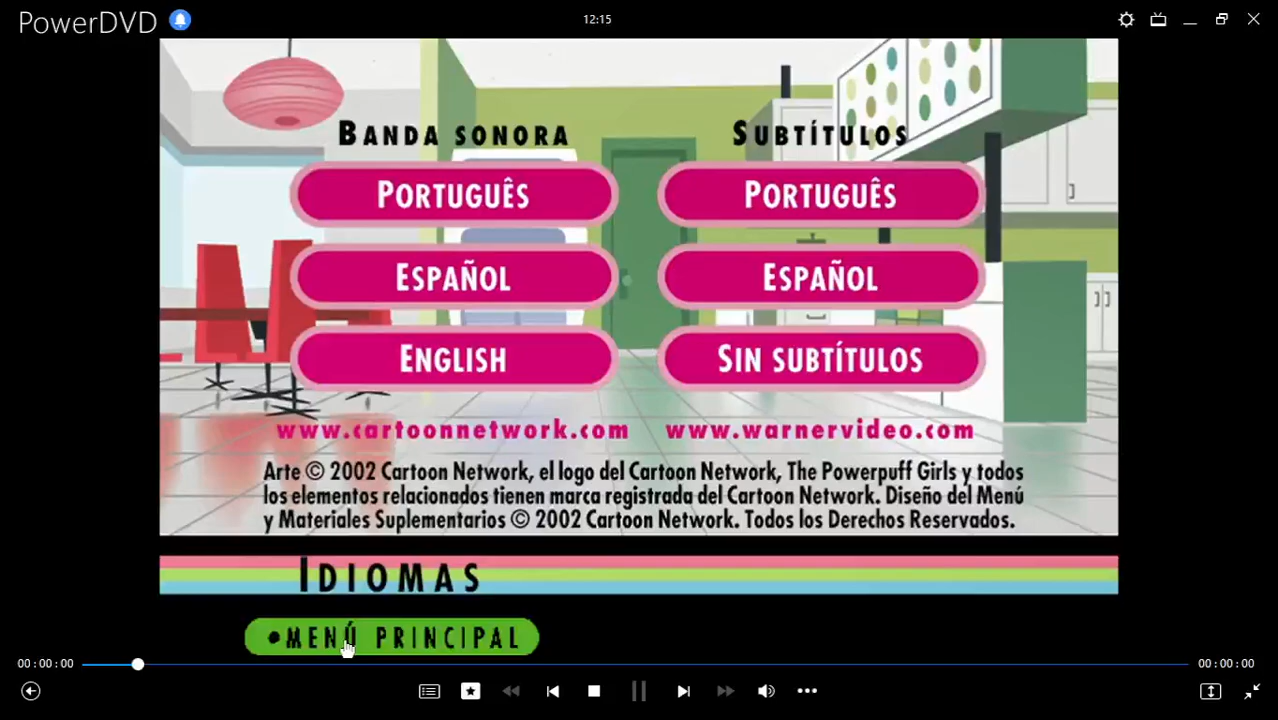 PowerDVD
12:15
BANDA SONORA
SUBTÍTULOS
PORTUGUÊS
PORTUGUÊS
ESPAÑOL
ESPAÑOL
ENGLISH
SIN SUBTÍTULOS
www.cartoonnetwork.com
www.warnervideo.com
Arte © 2002 Cartoon Network, el logo del Cartoon Network, The Powerpuff Girls y todos
los elementos relacionados tienen marca registrada del Cartoon Network. Diseño del Menú
y Materiales Suplementarios © 2002 Cartoon Network. Todos los Derechos Reservados.
IDIOMAS
•MENÚ PRINCIPAL
00:00:00
00:00:00